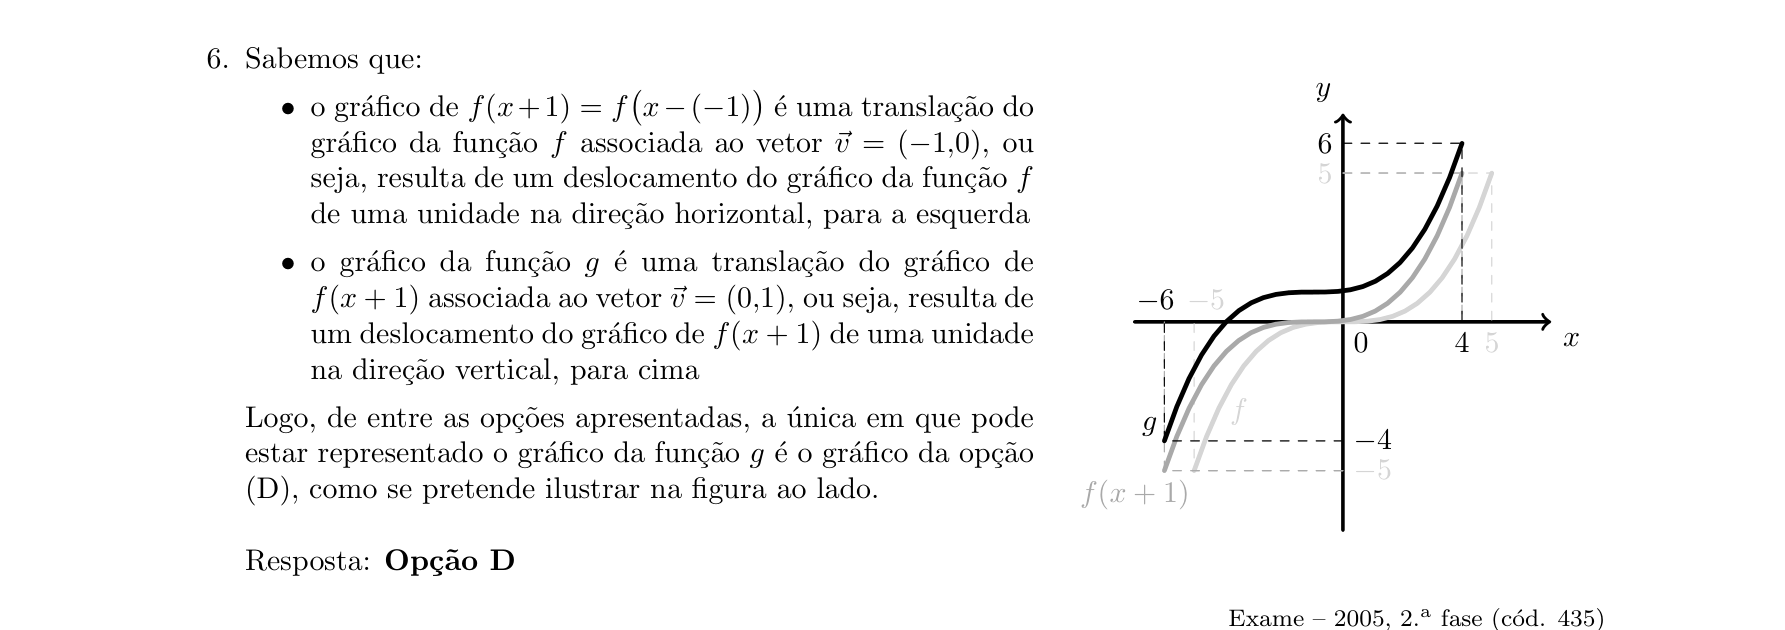 6. Sabemos que:
• o gráfico de f(x+1) = f(x−(−1)) é uma translação do
gráfico da função f associada ao vetor v⃗ = (−1,0), ou
seja, resulta de um deslocamento do gráfico da função f
de uma unidade na direção horizontal, para a esquerda
• o gráfico da função g é uma translação do gráfico de
f(x + 1) associada ao vetor v⃗ = (0,1), ou seja, resulta de
um deslocamento do gráfico de f(x + 1) de uma unidade
na direção vertical, para cima
Logo, de entre as opções apresentadas, a única em que pode
estar representado o gráfico da função g é o gráfico da opção
(D), como se pretende ilustrar na figura ao lado.
Resposta: Opção D
y
6
5
−6 −5
0 4 5 x
f
g
−4
−5
f(x + 1)
Exame – 2005, 2.ª fase (cód. 435)